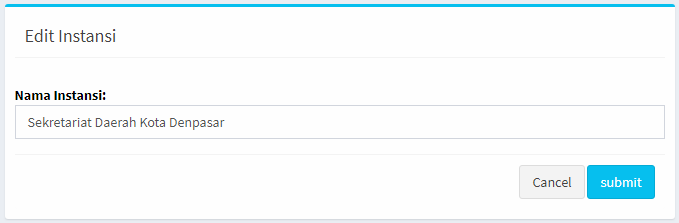 Edit Instansi
Nama Instansi:
Sekretariat Daerah Kota Denpasar
Cancel submit